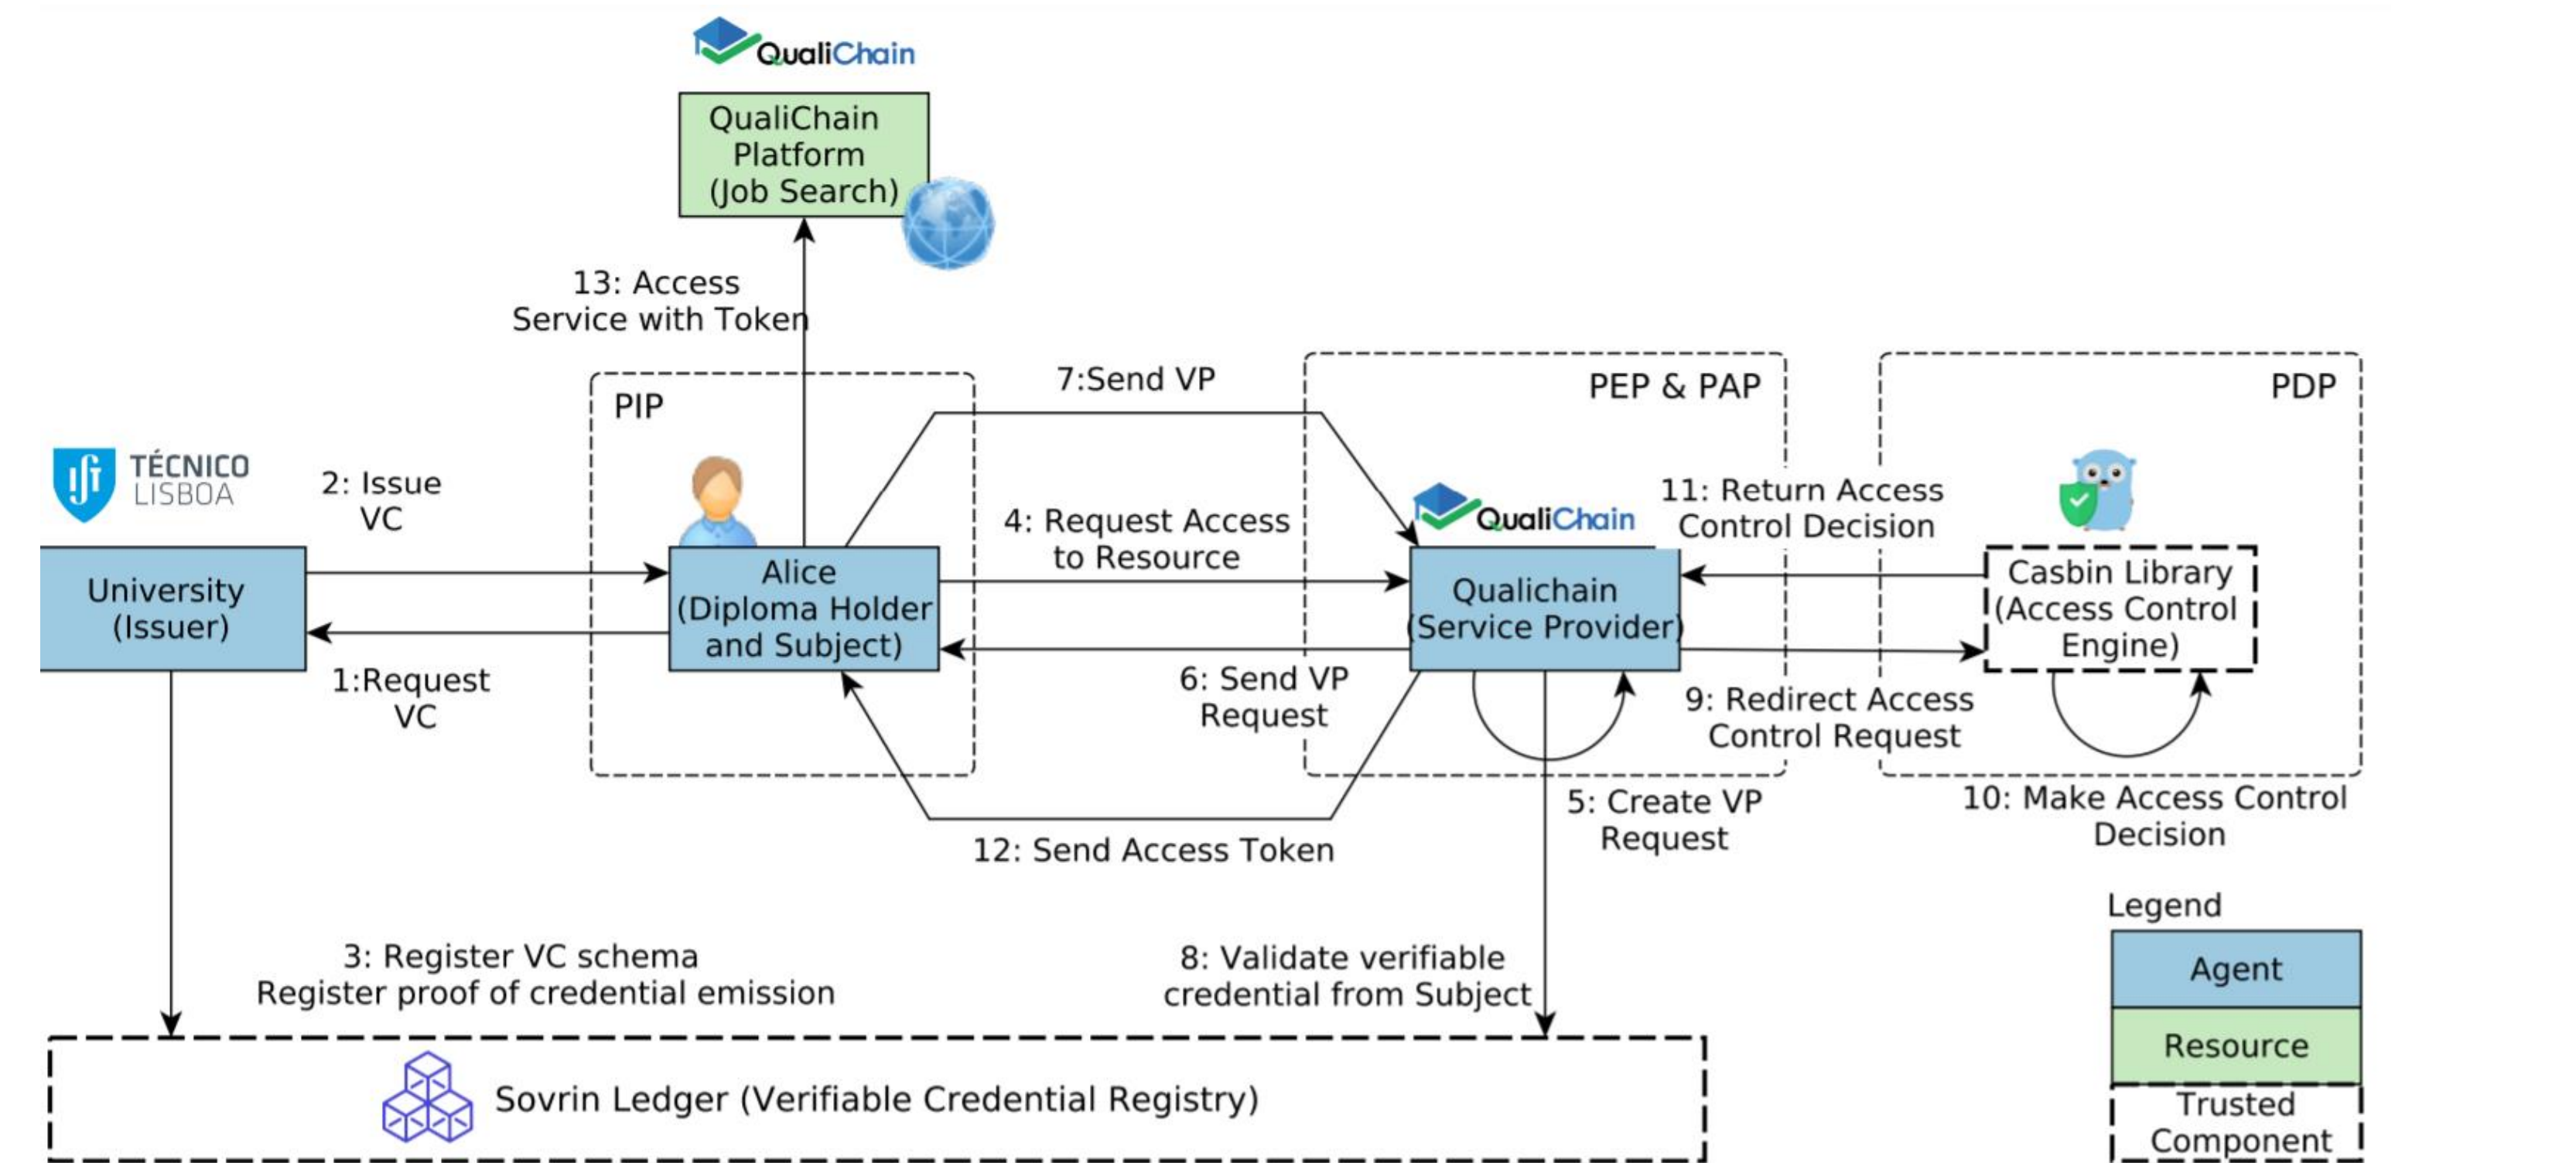 QualiChain
QualiChain
Platform
(Job Search)
13: Access
Service with Token
PIP
7:Send VP
PEP & PAP
PDP
TÉCNICO
LISBOA
2: Issue
VC
4: Request Access
to Resource
QualiChain
11: Return Access
Control Decision
University
(Issuer)
Alice
(Diploma Holder
and Subject)
Qualichain
(Service Provider)
Casbin Library
(Access Control
Engine)
1:Request
VC
6: Send VP
Request
9: Redirect Access
Control Request
5: Create VP
Request
10: Make Access Control
Decision
12: Send Access Token
3: Register VC schema
Register proof of credential emission
8: Validate verifiable
credential from Subject
Legend
Agent
Resource
Trusted
Component
Sovrin Ledger (Verifiable Credential Registry)